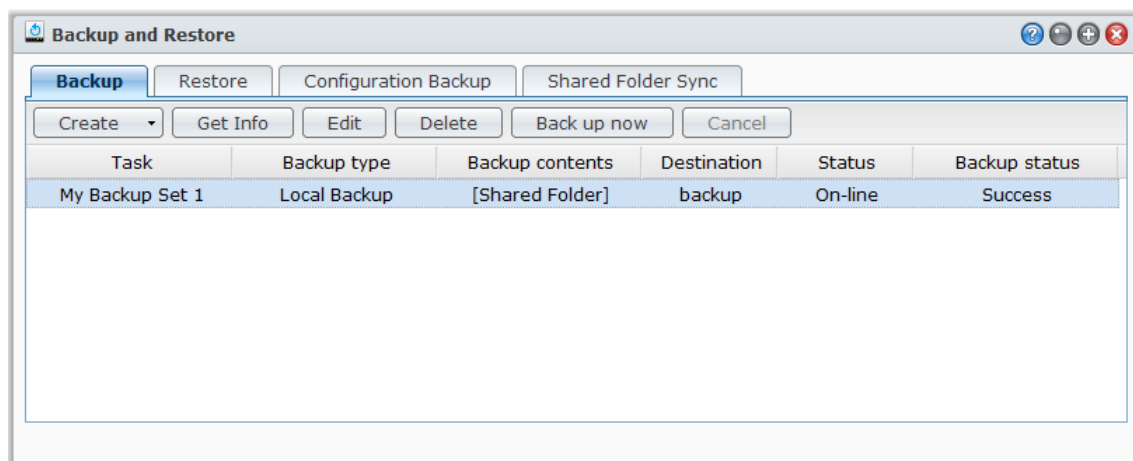 Backup and Restore
Backup Restore Configuration Backup Shared Folder Sync
Create Get Info Edit Delete Back up now Cancel
Task Backup type Backup contents Destination Status Backup status
My Backup Set 1 Local Backup [Shared Folder] backup On-line Success